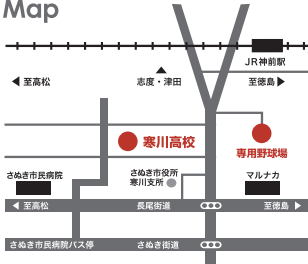 Map
JR神前駅
至高松
志度・津田
至徳島
寒川高校
専用野球場
さぬき市民病院
さぬき市役所
寒川支所
マルナカ
至高松
長尾街道
至徳島
さぬき市民病院バス停
さぬき街道